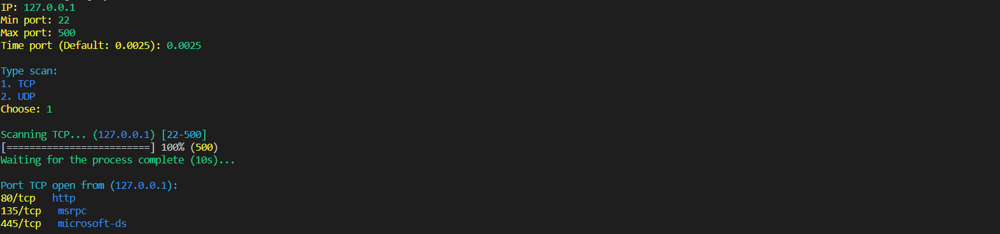 IP: 127.0.0.1
Min port: 22
Max port: 500
Time port (Default: 0.0025): 0.0025
Type scan:
1. TCP
2. UDP
Choose: 1
Scanning TCP... (127.0.0.1) [22-500]
[=========================] 100% (500)
Waiting for the process complete (10s)...
Port TCP open from (127.0.0.1):
80/tcp   http
135/tcp   msrpc
445/tcp   microsoft-ds